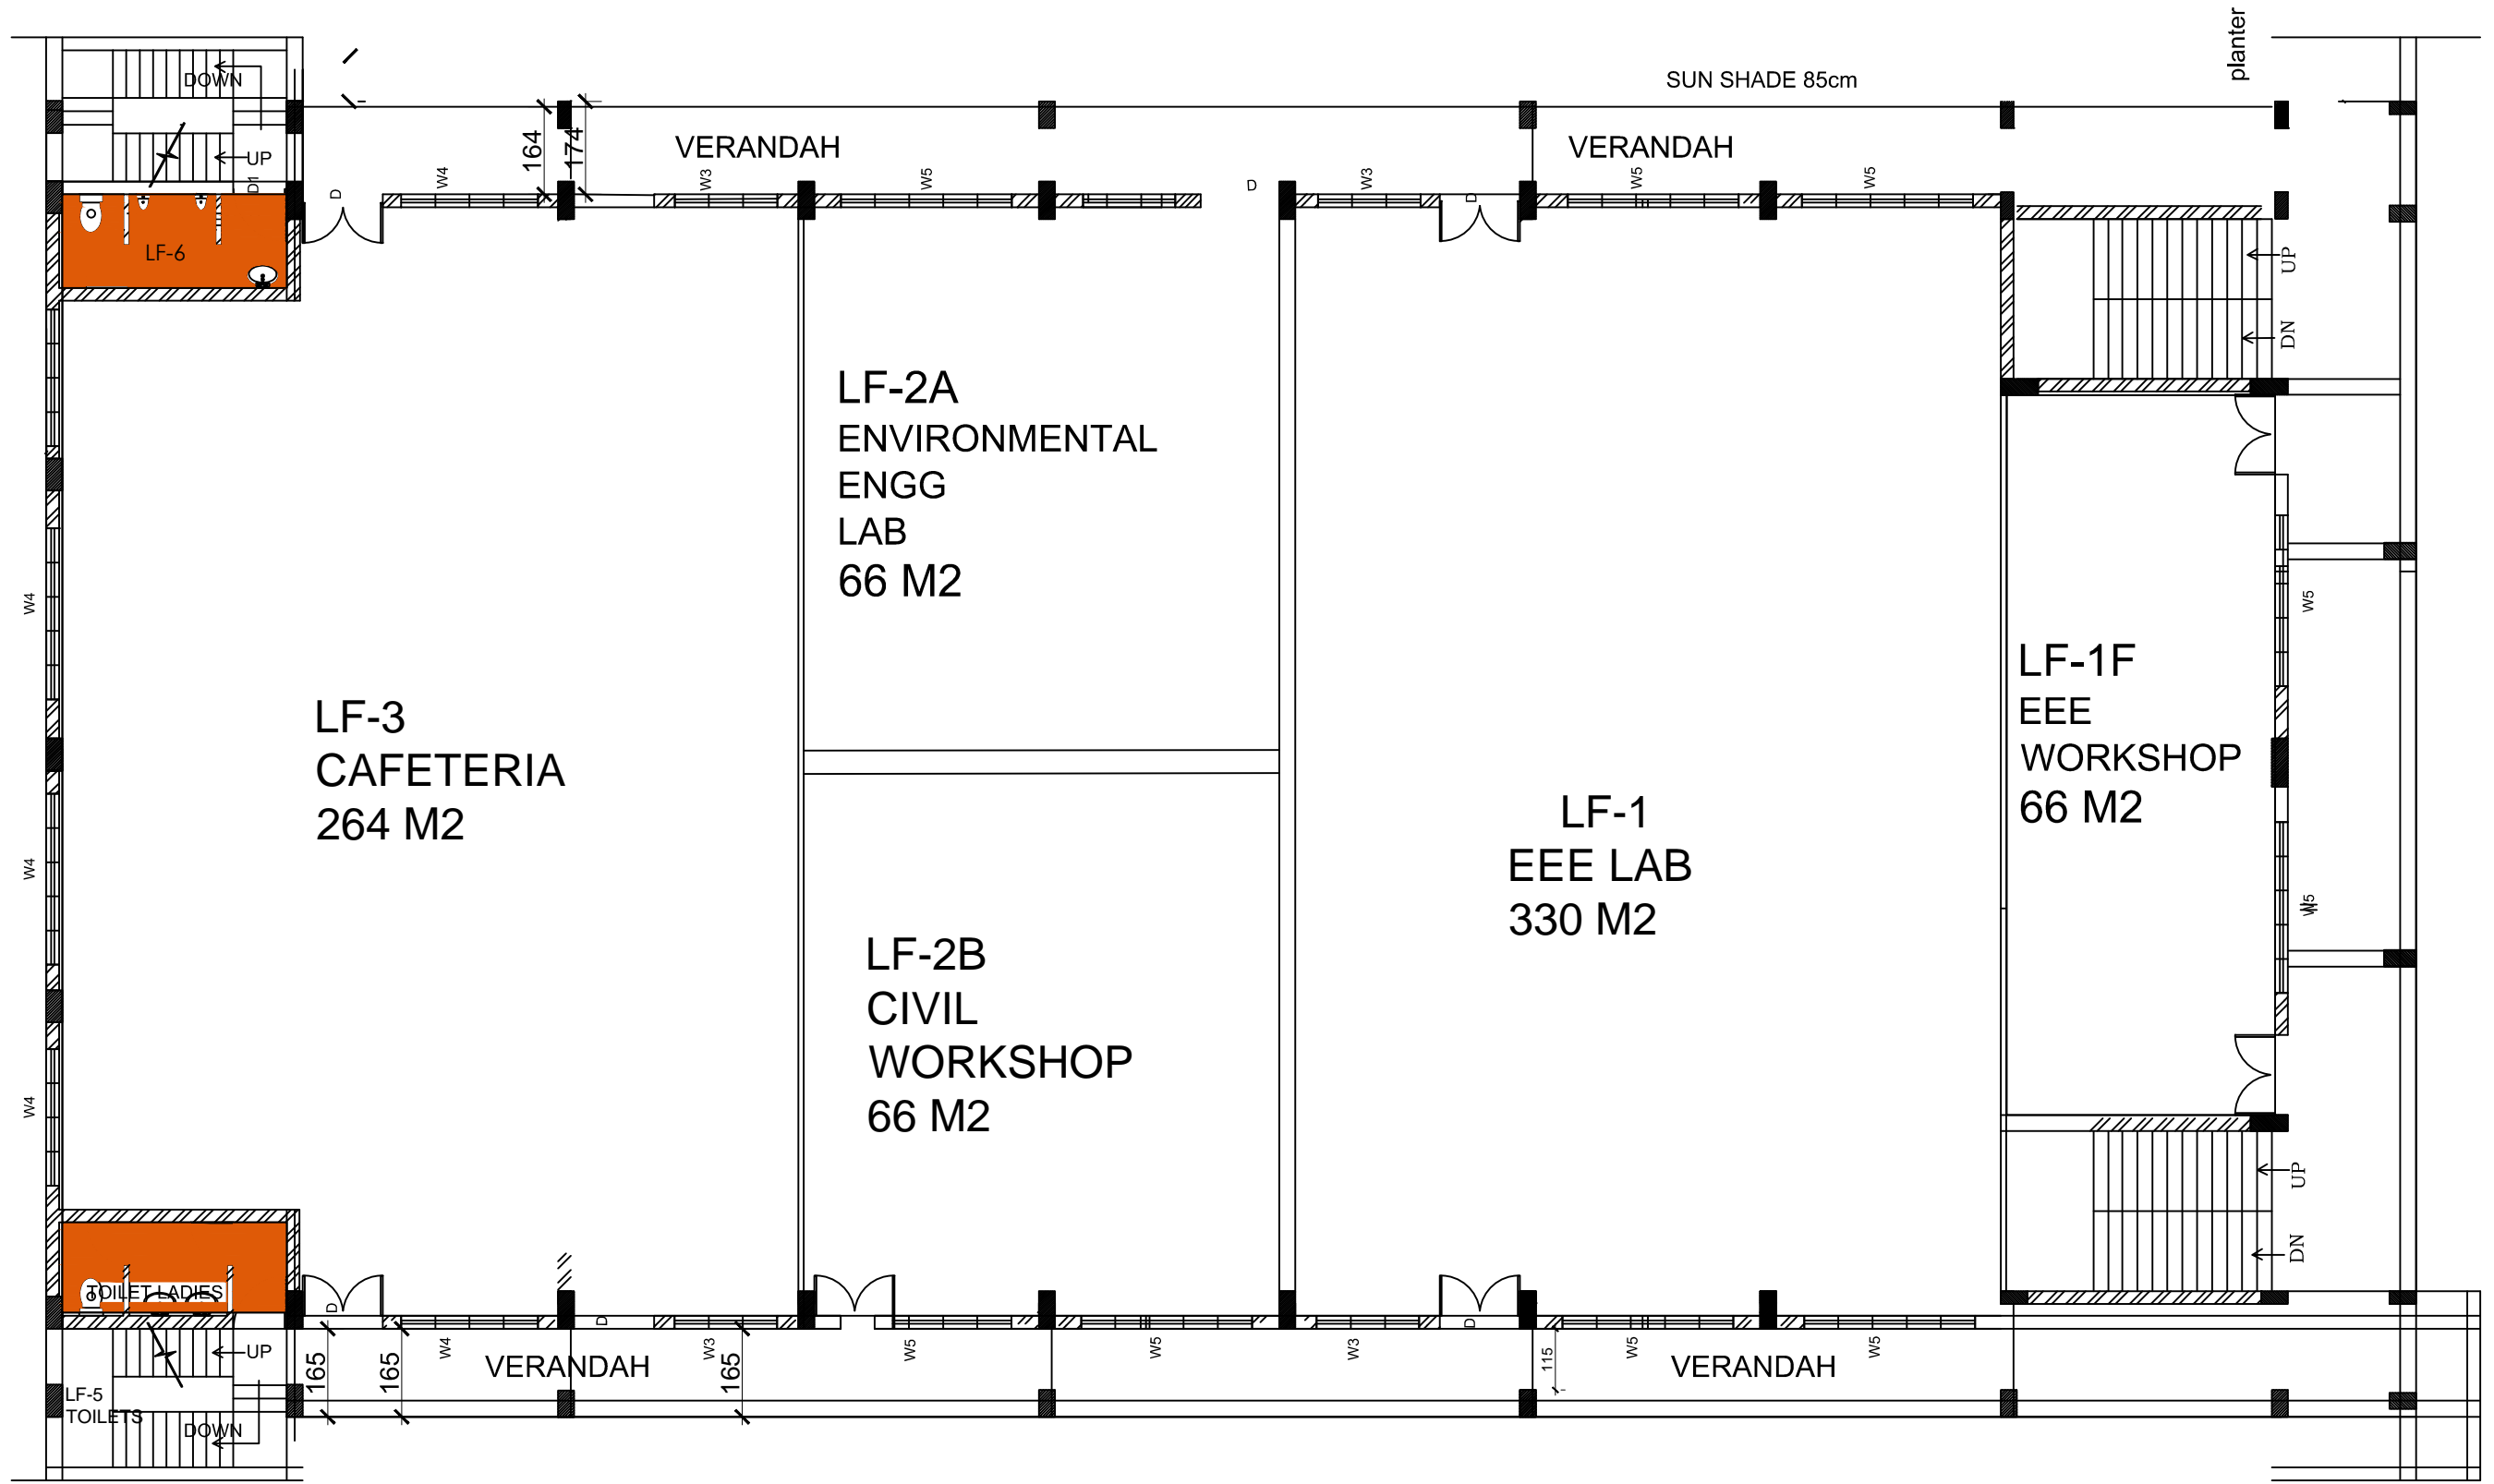 planter
SUN SHADE 85cm
DOWN
UP
D1
D
164
174
VERANDAH
VERANDAH
W4
W3
W5
D
W3
D
W5
W5
LF-6
UP
DN
LF-2A
ENVIRONMENTAL
ENGG
LAB
66 M2
W4
W5
LF-1F
EEE
WORKSHOP
66 M2
LF-3
CAFETERIA
264 M2
LF-1
EEE LAB
330 M2
W4
W5
LF-2B
CIVIL
WORKSHOP
66 M2
W4
UP
DN
TOILET LADIES
D
D
D
UP
165
165
W4
VERANDAH
W3
165
W5
W5
W3
115
W5
VERANDAH
W5
LF-5
TOILETS
DOWN